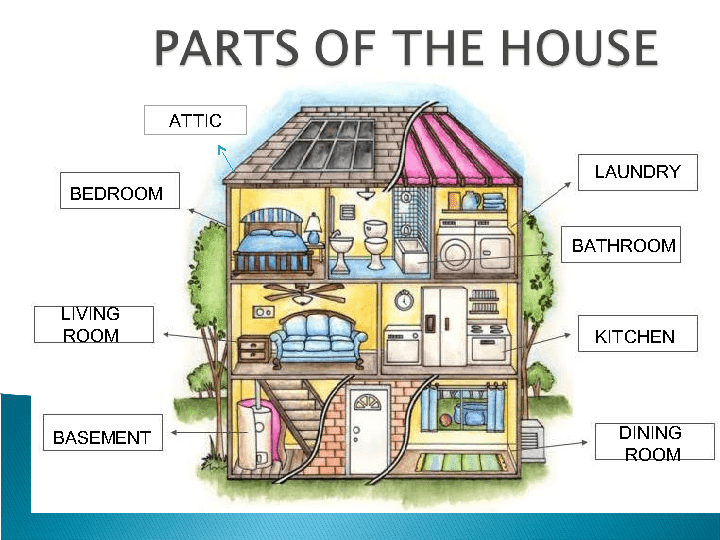 PARTS OF THE HOUSE
ATTIC
LAUNDRY
BEDROOM
BATHROOM
LIVING
ROOM
KITCHEN
BASEMENT
DINING
ROOM